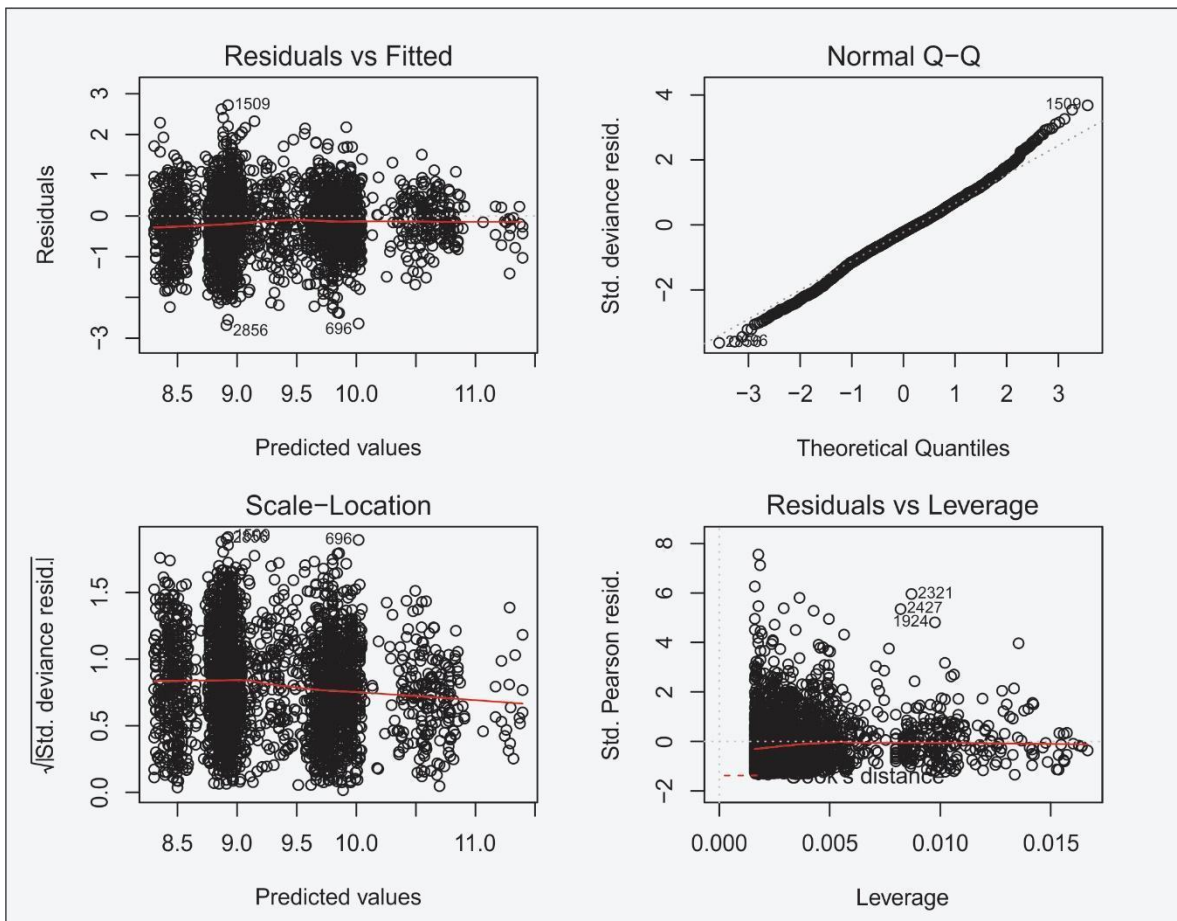 Residuals vs Fitted
Residuals
3
2
1
0
−1
−3
1509
2856
696
8.5 9.0 9.5 10.0 11.0
Predicted values
Normal Q−Q
Std. deviance resid.
4
2
0
−2
1509
−3 −2 −1 0 1 2 3
Theoretical Quantiles
Scale−Location
√|Std. deviance resid.|
1.5
1.0
0.5
0.0
696
8.5 9.0 9.5 10.0 11.0
Predicted values
Residuals vs Leverage
Std. Pearson resid.
8
6
4
2
0
−2
2321
2427
1924
Cook's distance
0.000 0.005 0.010 0.015
Leverage